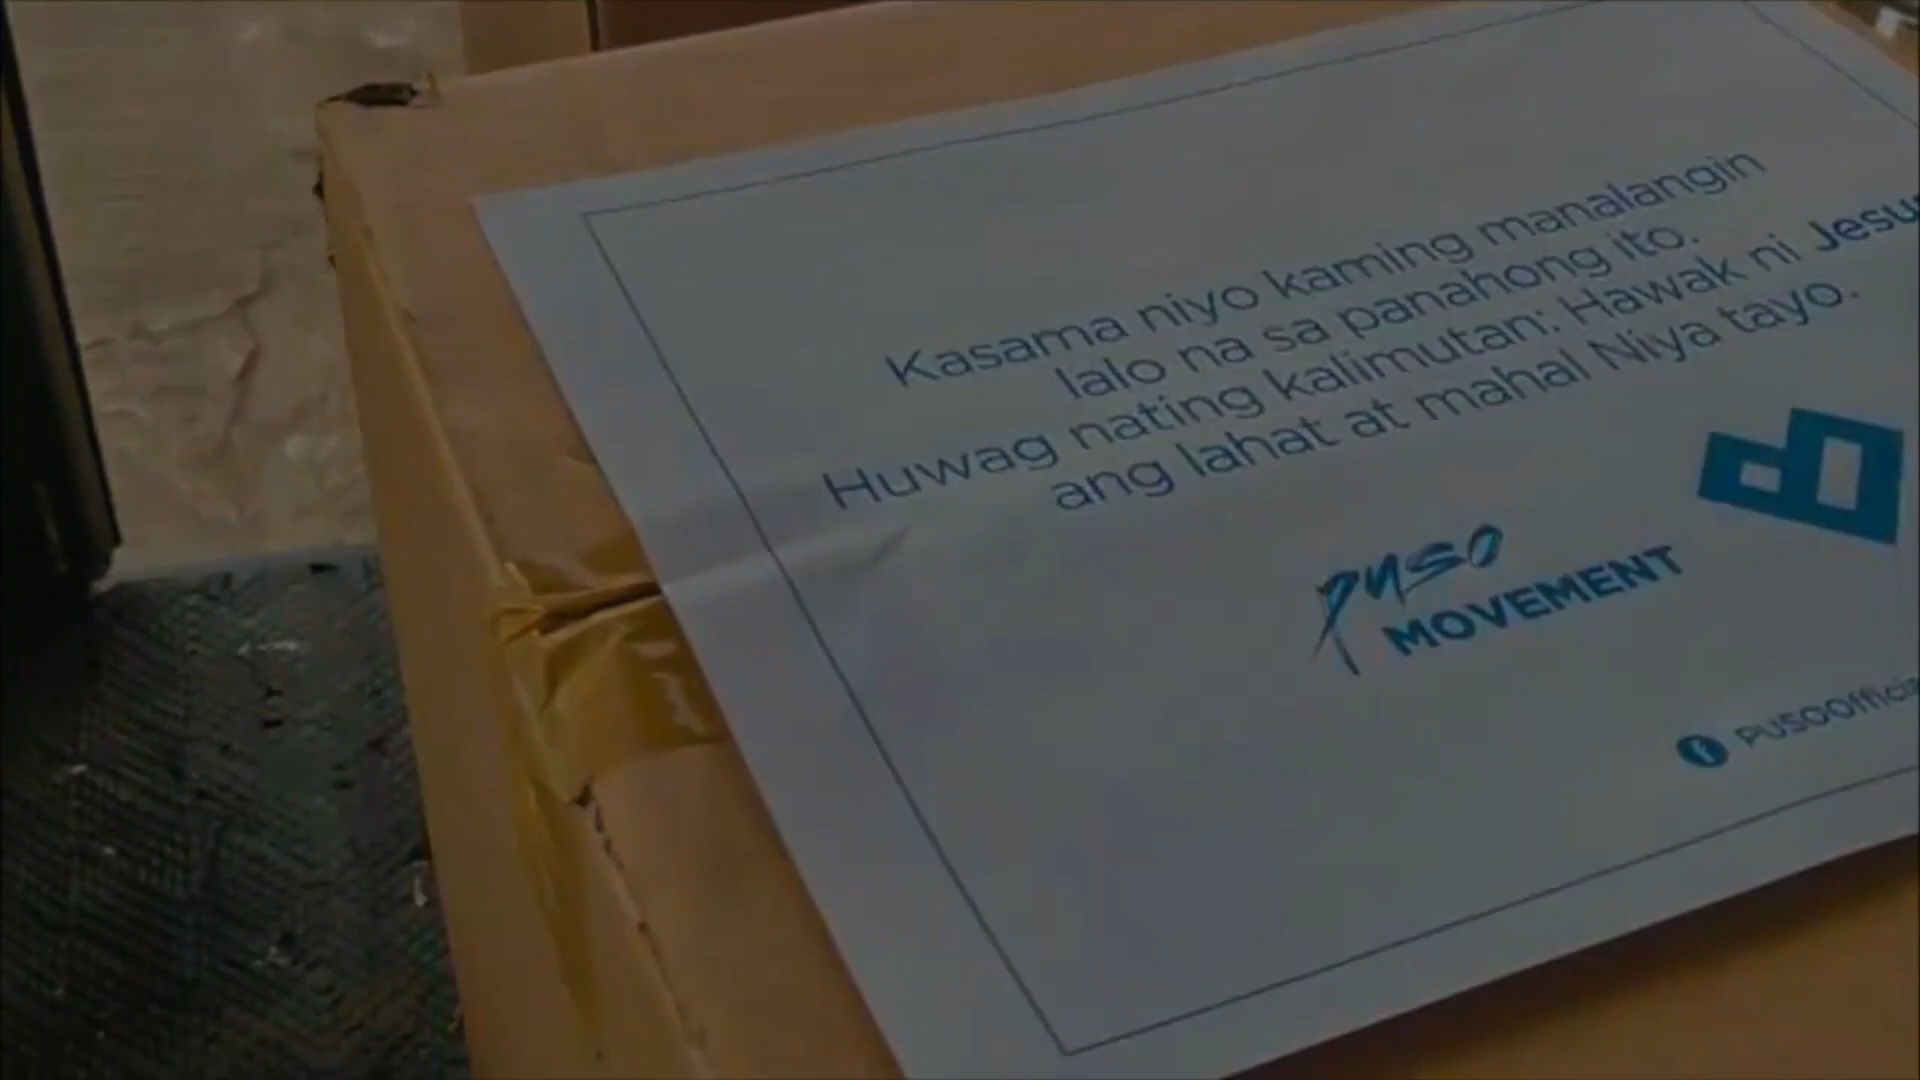 Kasama niyo kaming manalangin
lalo na sa panahong ito.
Huwag nating kalimutan: Hawak ni Jesus
ang lahat at mahal Niya tayo.
PUSO
MOVEMENT